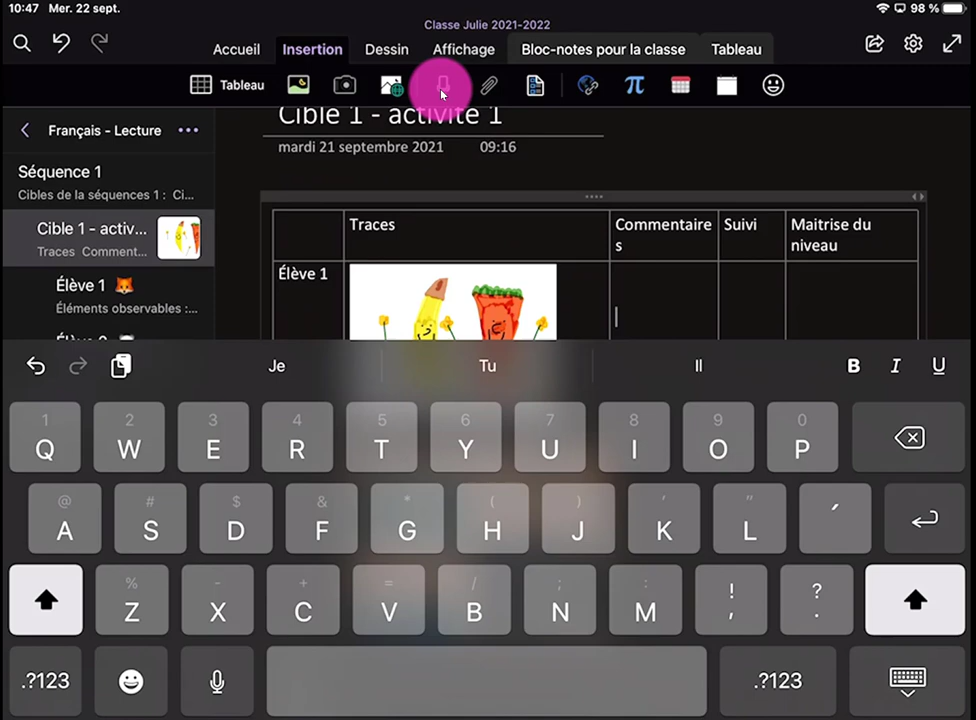 10:47 Mer. 22 sept.
98 %
Classe Julie 2021-2022
Accueil Insertion Dessin Affichage Bloc-notes pour la classe Tableau
Tableau
π
Français - Lecture
Cible 1 - activité 1
mardi 21 septembre 2021 09:16
Séquence 1
Cibles de la séquences 1 : Ci...
Cible 1 - activ...
Traces Comment...
Élève 1
Éléments observables :...
Traces
Commentaire
s
Suivi
Maitrise du
niveau
Élève 1
Je Tu Il
B I U
1 2 3 4 5 6 7 8 9 0
Q W E R T Y U I O P
@ # $ & * ( ) ' "
A S D F G H J K L ´
% - + = / ; : ! ?
Z X C V B N M , .
.?123 .?123